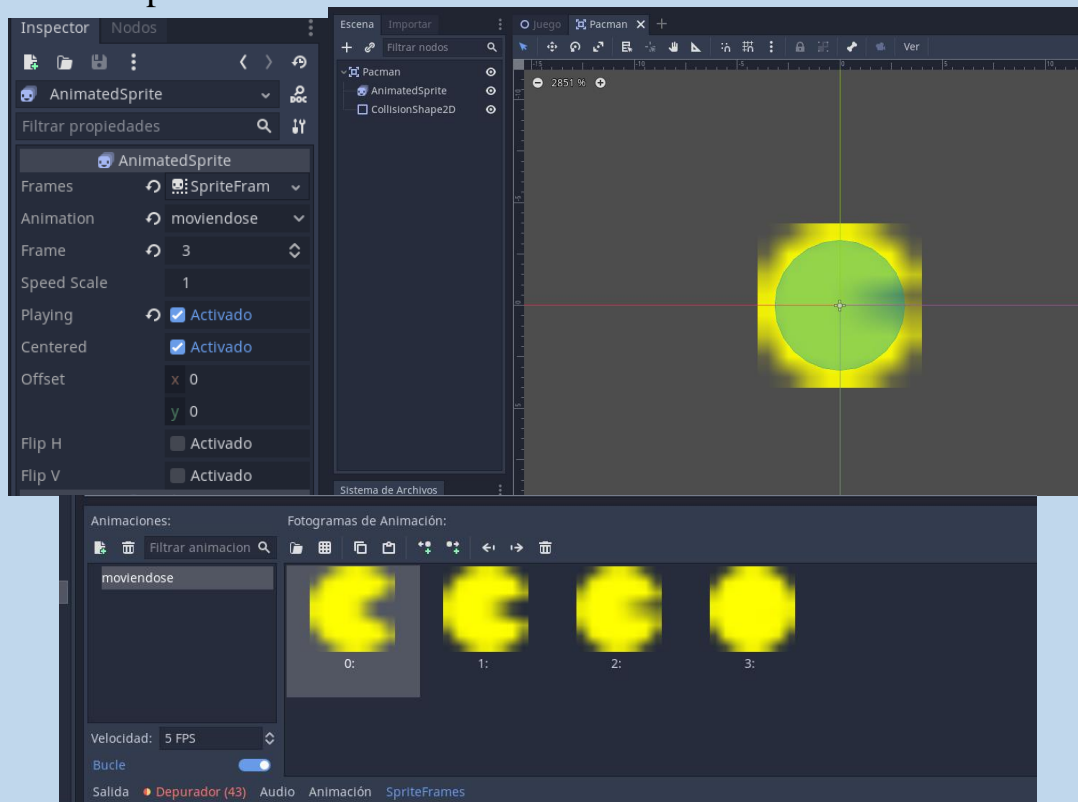 Inspector Nodos
AnimatedSprite
DOC
Filtrar propiedades
AnimatedSprite
Frames SpriteFram
Animation moviendose
Frame 3
Speed Scale 1
Playing Activado
Centered Activado
Offset x 0
y 0
Flip H Activado
Flip V Activado
Escena Importar
Filtrar nodos
Pacman
AnimatedSprite
CollisionShape2D
Sistema de Archivos
Juego Pacman
Ver
2851 %
Animaciones: Fotogramas de Animación:
Filtrar animacion
moviendose
0: 1: 2: 3:
Velocidad: 5 FPS
Bucle
Salida Depurador (43) Audio Animación SpriteFrames